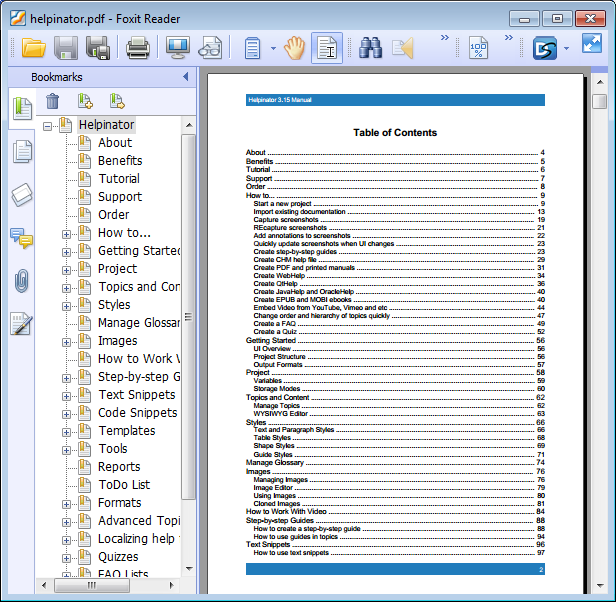 helpinator.pdf - Foxit Reader
100 %
Bookmarks
Helpinator
About
Benefits
Tutorial
Support
Order
How to...
Getting Started
Project
Topics and Con
Styles
Manage Glossar
Images
How to Work W
Step-by-step G
Text Snippets
Code Snippets
Templates
Tools
Reports
ToDo List
Formats
Advanced Topi
Localizing help
Quizzes
FAQ Lists
Helpinator 3.15 Manual
Table of Contents
About 4
Benefits 5
Tutorial 6
Support 7
Order 8
How to... 9
Start a new project 9
Import existing documentation 13
Capture screenshots 19
REcapture screenshots 21
Add annotations to screenshots 22
Quickly update screenshots when UI changes 23
Create step-by-step guides 23
Create CHM help file 29
Create PDF and printed manuals 31
Create WebHelp 34
Create QIHelp 36
Create JavaHelp and OracleHelp 40
Create EPUB and MOBI ebooks 40
Embed Video from YouTube, Vimeo and etc 44
Change order and hierarchy of topics quickly 47
Create a FAQ 49
Create a Quiz 52
Getting Started 56
UI Overview 56
Project Structure 56
Output Formats 57
Project 58
Variables 59
Storage Modes 60
Topics and Content 62
Manage Topics 62
WYSIWYG Editor 63
Styles 66
Text and Paragraph Styles 66
Table Styles 68
Shape Styles 69
Guide Styles 71
Manage Glossary 74
Images 76
Managing Images 76
Image Editor 79
Using Images 80
Cloned Images 81
How to Work With Video 84
Step-by-step Guides 88
How to create a step-by-step guide 88
How to use guides in topics 94
Text Snippets 96
How to use text snippets 97
2